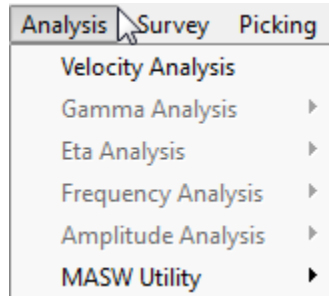 Analysis Survey Picking
Velocity Analysis
Gamma Analysis
Eta Analysis
Frequency Analysis
Amplitude Analysis
MASW Utility